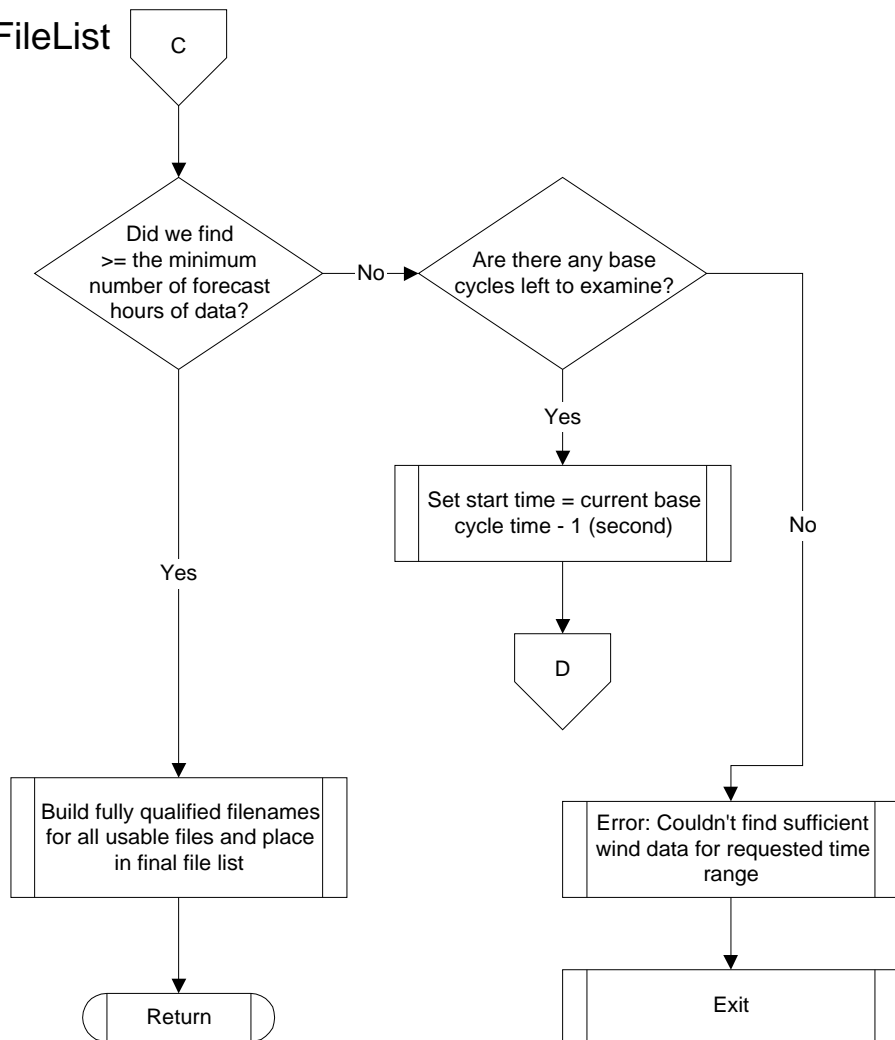 FileList
C
Did we find
>= the minimum
number of forecast
hours of data?
No
Are there any base
cycles left to examine?
Yes
Set start time = current base
cycle time - 1 (second)
No
Yes
D
Build fully qualified filenames
for all usable files and place
in final file list
Error: Couldn't find sufficient
wind data for requested time
range
Return
Exit